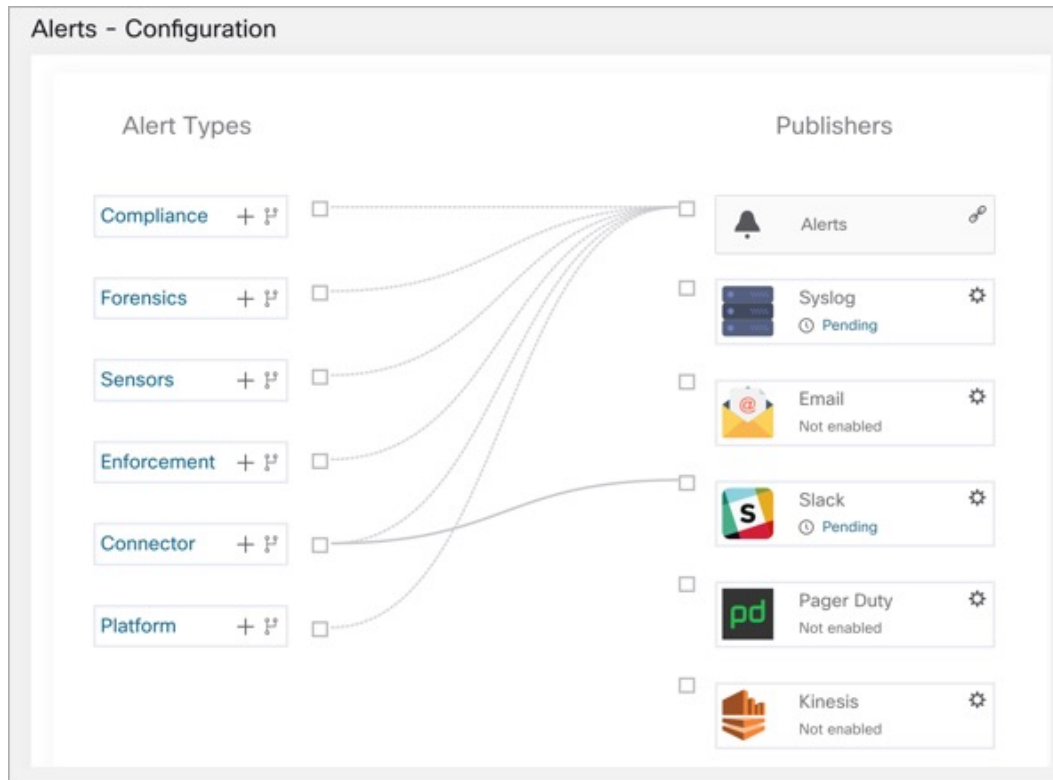 Alerts - Configuration
Alert Types
Publishers
Compliance
Forensics
Sensors
Enforcement
Connector
Platform
Alerts
Syslog
Pending
@
Email
Not enabled
S
Slack
Pending
pd
Pager Duty
Not enabled
Kinesis
Not enabled